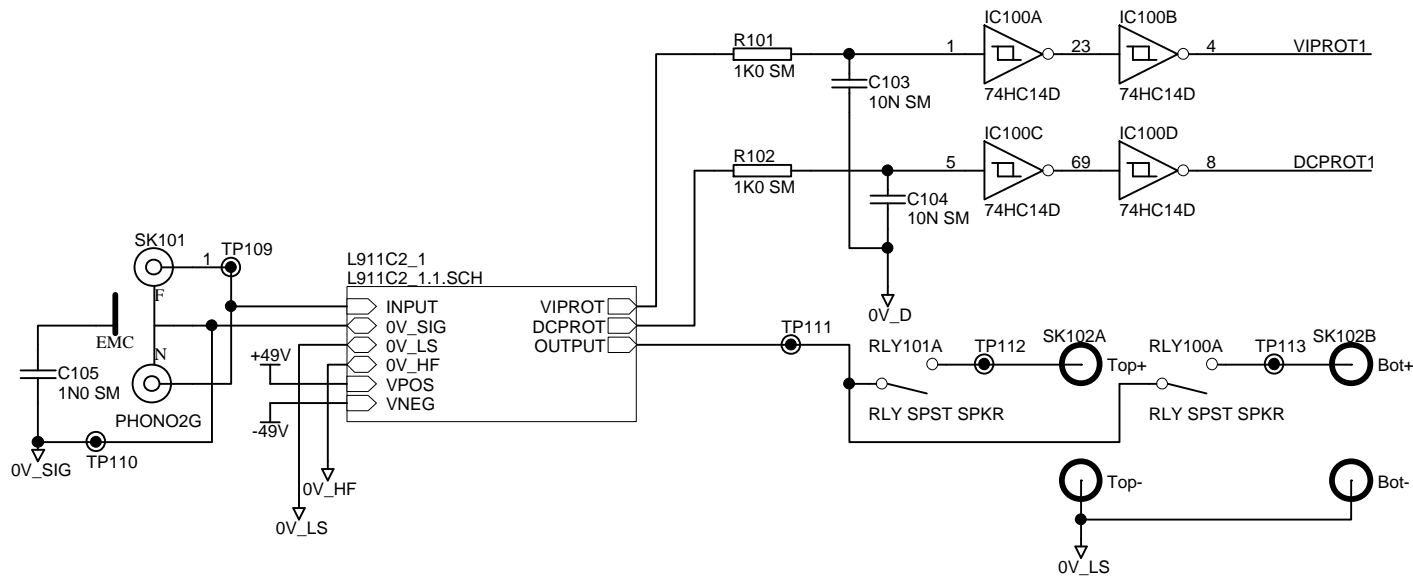 IC100A
IC100B
R101
1
23
4
VIPROT1
1K0 SM
C103
10N SM
74HC14D
74HC14D
IC100C
IC100D
R102
5
69
8
DCPROT1
1K0 SM
C104
10N SM
74HC14D
74HC14D
SK101
TP109
1
L911C2_1
L911C2_1.1.SCH
F
INPUT
VIPROT
0V_SIG
DCPROT
0V_LS
OUTPUT
0V_HF
VPOS
VNEG
0V_D
TP111
EMC
N
+49V
-49V
C105
1N0 SM
PHONO2G
RLY101A
TP112
SK102A
Top+
RLY100A
TP113
SK102B
Bot+
RLY SPST SPKR
RLY SPST SPKR
0V_SIG
TP110
0V_HF
0V_LS
Top-
Bot-
0V_LS